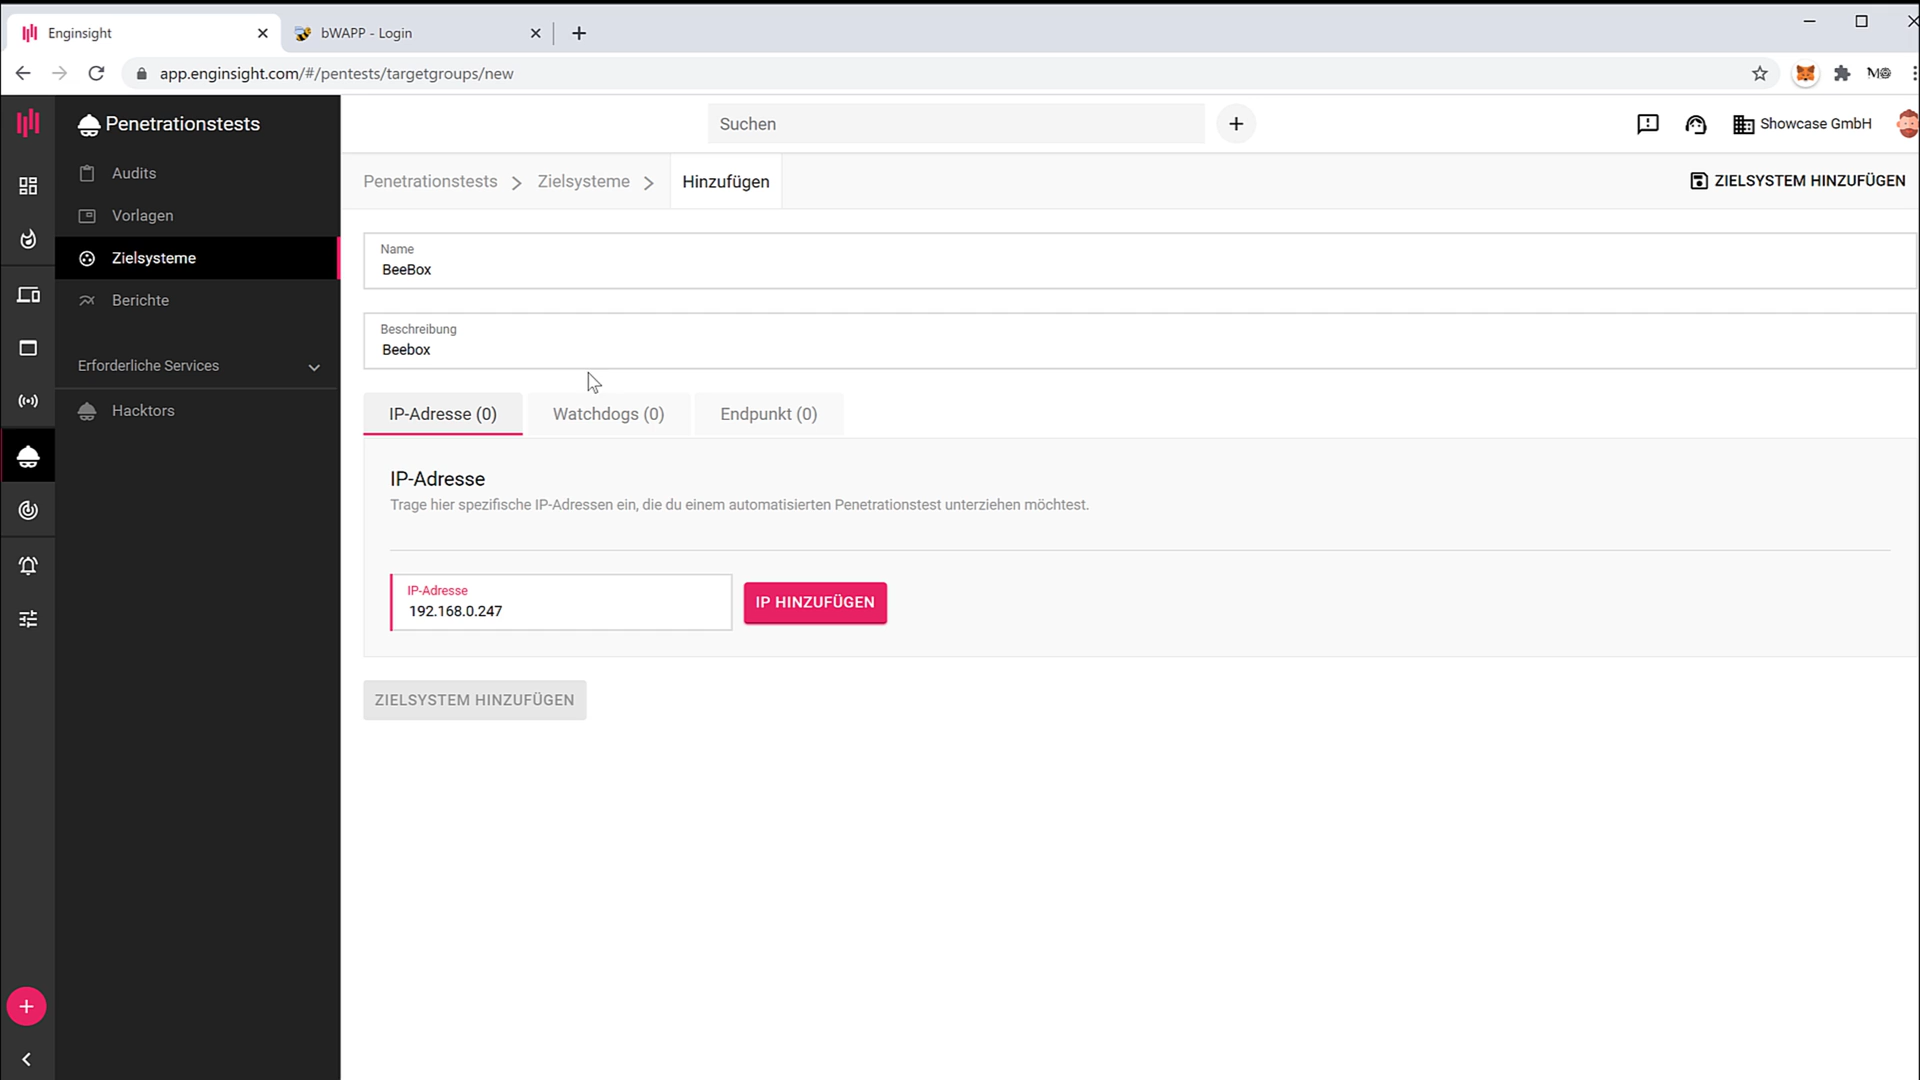 Enginsight
bWAPP - Login
app.enginsight.com/#/pentests/targetgroups/new
Penetrationstests
Suchen
Showcase GmbH
Audits
Vorlagen
Zielsysteme
Berichte
Erforderliche Services
Hacktors
Penetrationstests
Zielsysteme
Hinzufügen
ZIELSYSTEM HINZUFÜGEN
Name
BeeBox
Beschreibung
Beebox
IP-Adresse (0)
Watchdogs (0)
Endpunkt (0)
IP-Adresse
Trage hier spezifische IP-Adressen ein, die du einem automatisierten Penetrationstest unterziehen möchtest.
IP-Adresse
192.168.0.247
IP HINZUFÜGEN
ZIELSYSTEM HINZUFÜGEN